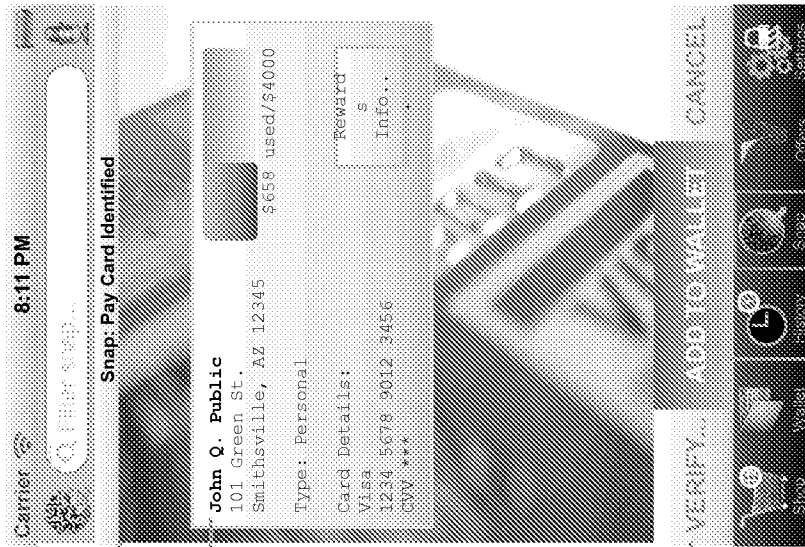 Carrier
8:11 PM
Filter snap...
Snap: Pay Card Identified
John Q. Public
101 Green St.
Smithsville, AZ 12345
$658 used/$4000
Type: Personal
Card Details:
Visa
1234 5678 9012 3456
CVV ***
Reward
s
Info..
.
VERIFY...
ADD TO WALLET
CANCEL
Wallet